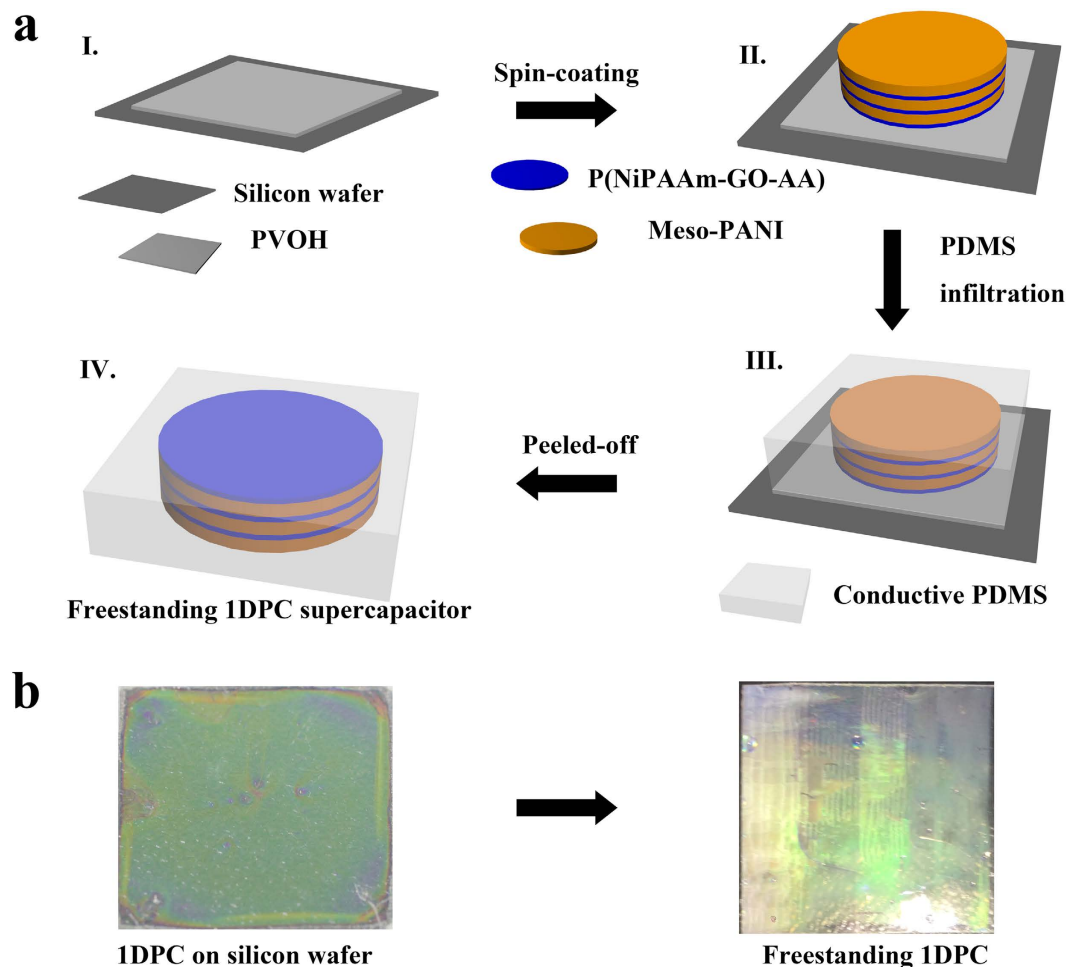 a
I.
Spin-coating
II.
Silicon wafer
PVOH
P(NiPAAm-GO-AA)
Meso-PANI
PDMS
infiltration
IV.
Peeled-off
III.
Freestanding 1DPC supercapacitor
Conductive PDMS
b
1DPC on silicon wafer
Freestanding 1DPC